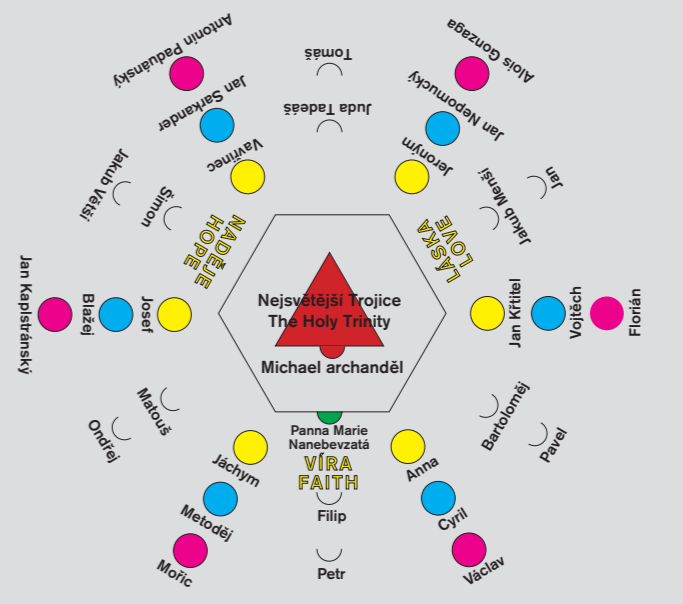 Antonín Paduánský
Jan Sarkander
Vavřinec
Tomáš
Juda Tadeáš
Alois Gonzaga
Jan Nepomucký
Jeroným
Jakub Větší
Šimon
NADĚJE
HOPE
Jan
Jakub Menší
LÁSKA
LOVE
Jan Kapistránský
Blažej
Josef
Nejsvětější Trojice
The Holy Trinity
Michael archanděl
Jan Křtitel
Vojtěch
Florián
Ondřej
Matouš
Bartoloměj
Pavel
Panna Marie
Nanebevzatá
VÍRA
FAITH
Filip
Petr
Jáchym
Metoděj
Mořic
Anna
Cyril
Václav